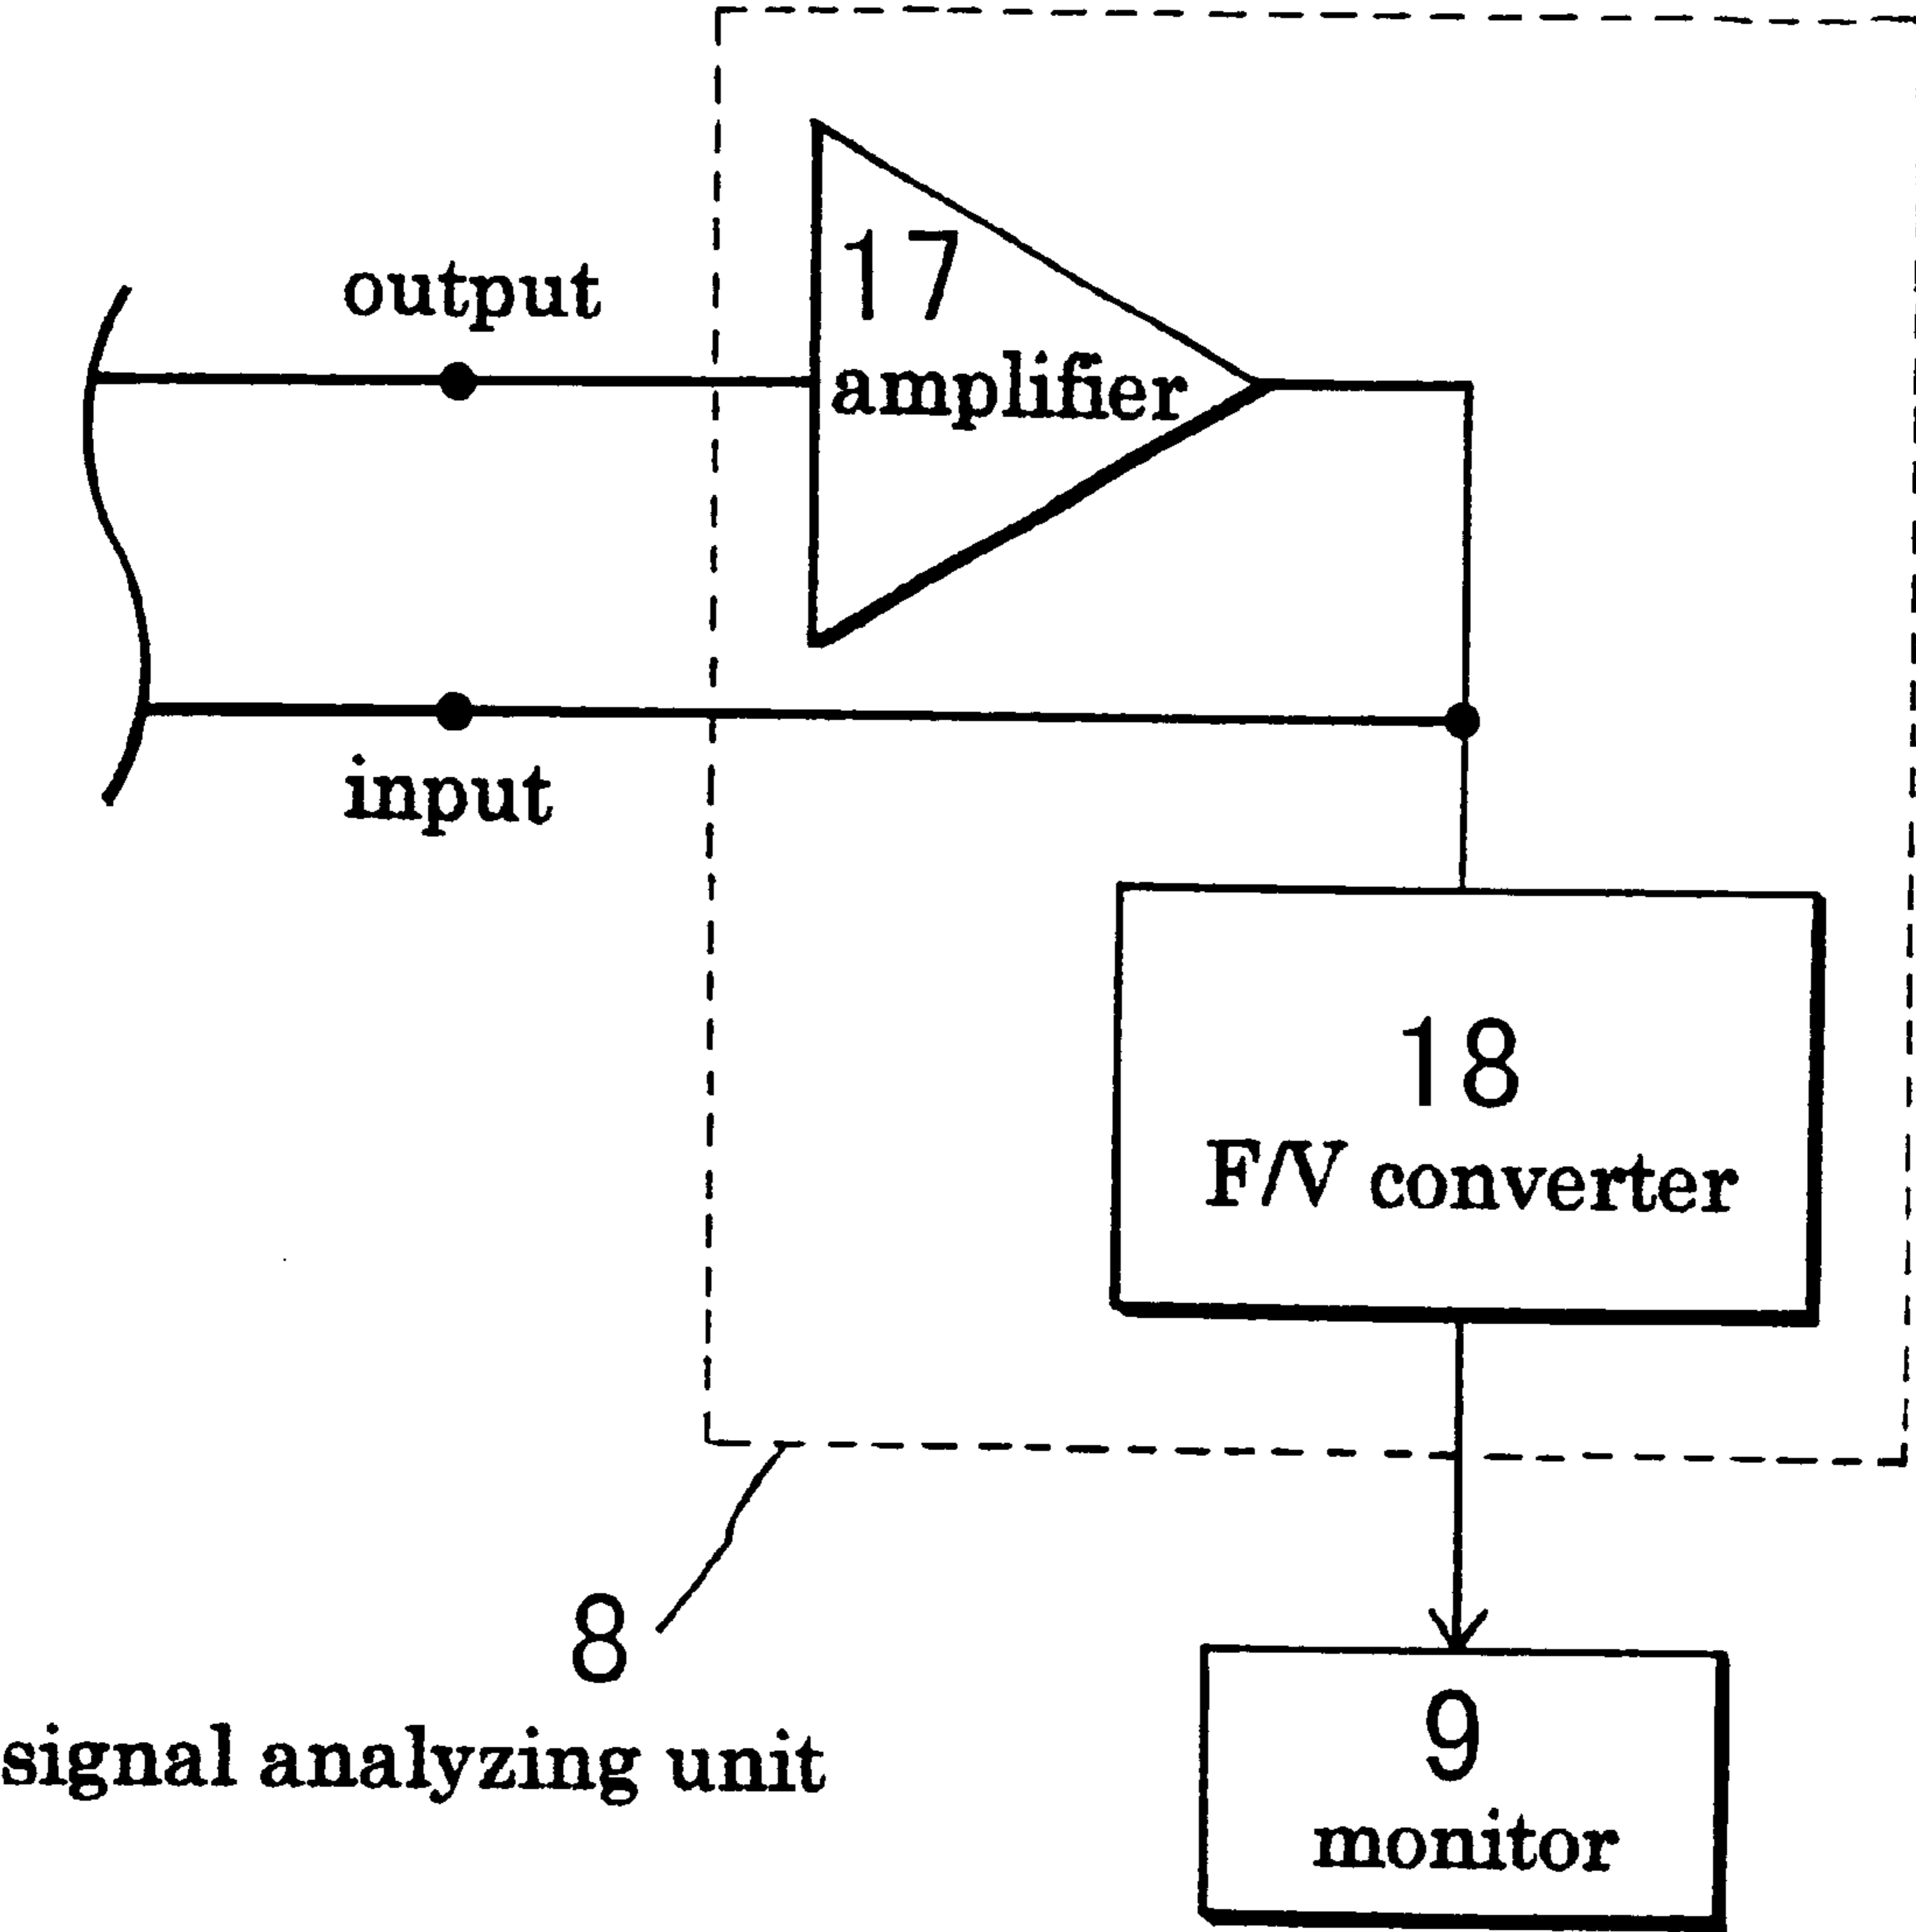 17
output
amplifier
input
18
F/V converter
8
signal analyzing unit
9
monitor